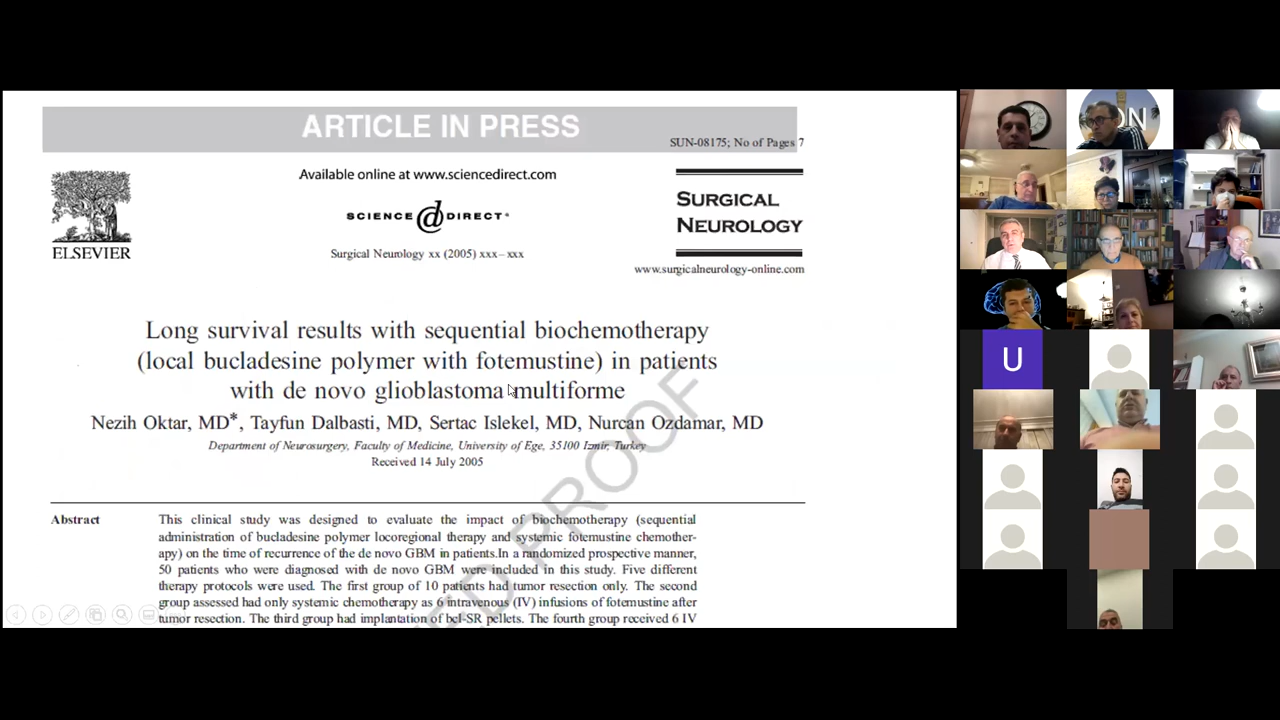 ARTICLE IN PRESS
SUN-08175; No of Pages 7
Available online at www.sciencedirect.com
SCIENCE DIRECT®
SURGICAL
NEUROLOGY
ELSEVIER
Surgical Neurology xx (2005) xxx–xxx
www.surgicalneurology-online.com
Long survival results with sequential biochemotherapy
(local bucladesine polymer with fotemustine) in patients
with de novo glioblastoma multiforme
Nezih Oktar, MD*, Tayfun Dalbasti, MD, Sertac Islekel, MD, Nurcan Ozdamar, MD
Department of Neurosurgery, Faculty of Medicine, University of Ege, 35100 Izmir, Turkey
Received 14 July 2005
Abstract
This clinical study was designed to evaluate the impact of biochemotherapy (sequential
administration of bucladesine polymer locoregional therapy and systemic fotemustine chemother-
apy) on the time of recurrence of the de novo GBM in patients.In a randomized prospective manner,
50 patients who were diagnosed with de novo GBM were included in this study. Five different
therapy protocols were used. The first group of 10 patients had tumor resection only. The second
group assessed had only systemic chemotherapy as 6 intravenous (IV) infusions of fotemustine after
tumor resection. The third group had implantation of bcl-SR pellets. The fourth group received 6 IV
ED PROOF
N
U